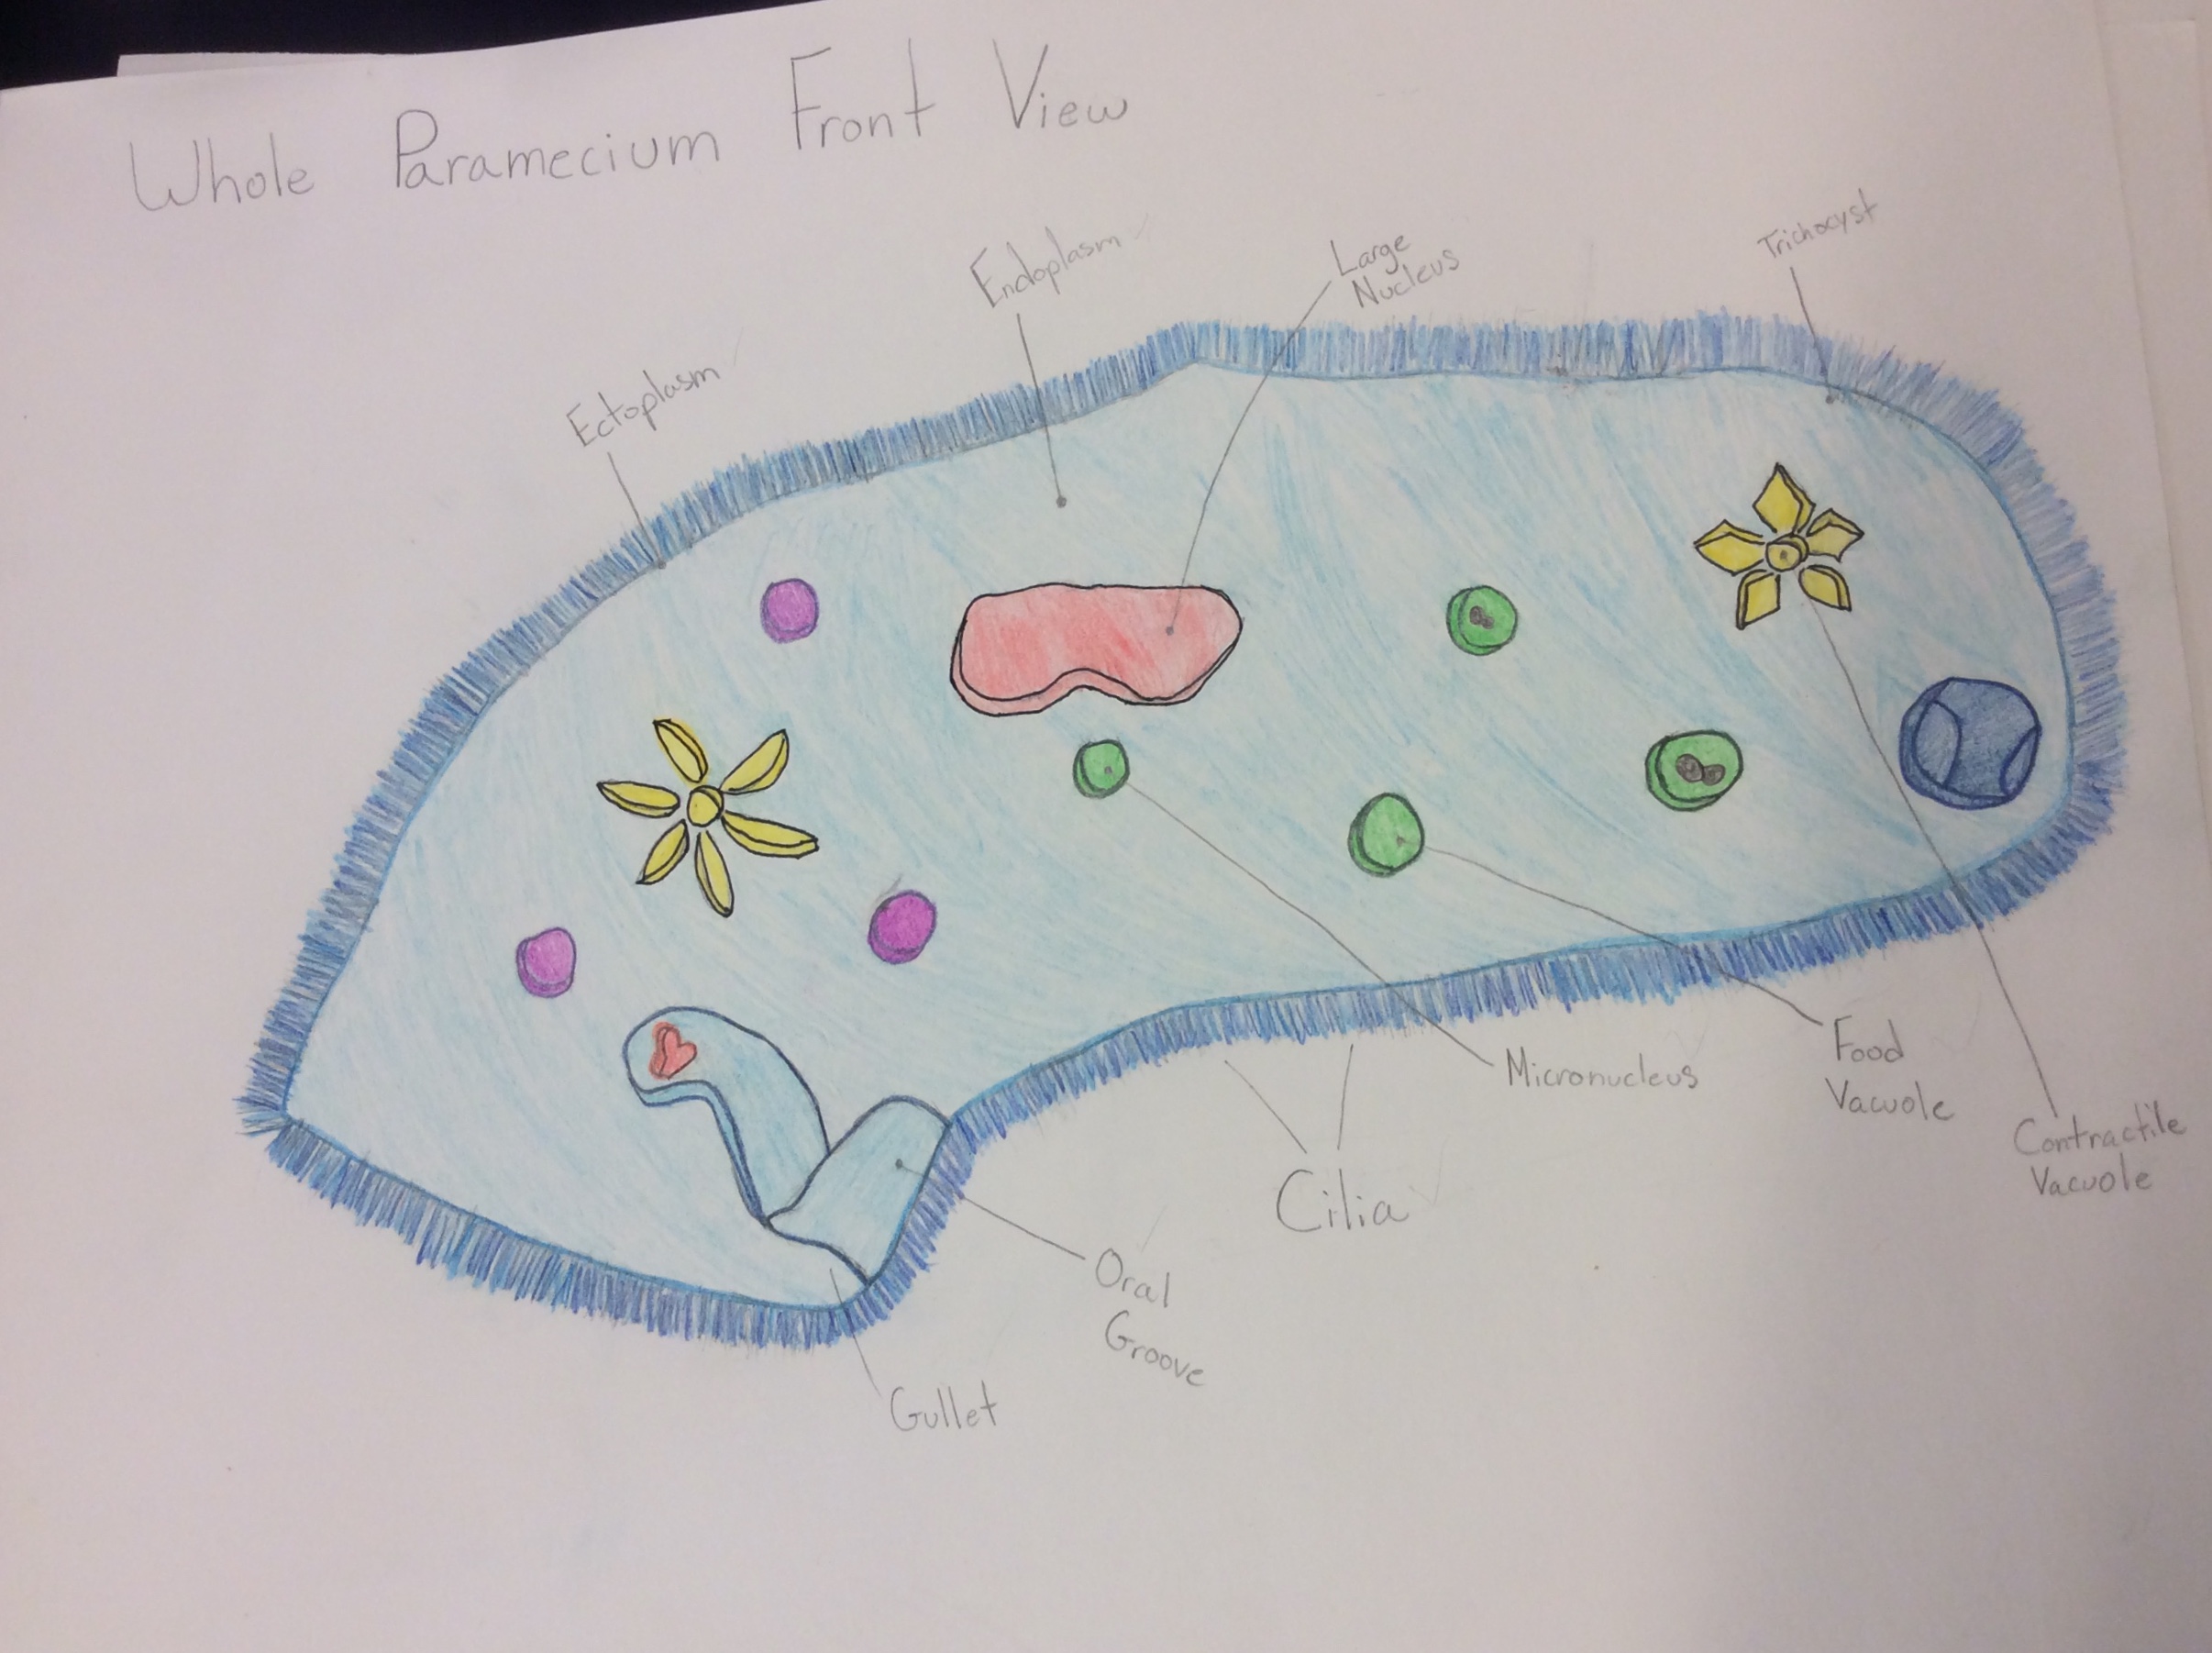 Whole Paramecium Front View
Trichocyst
Endoplasm
Large
Nucleus
Ectoplasm
Micronucleus
Food
Vacuole
Contractile
Vacuole
Cilia
Oral
Groove
Gullet